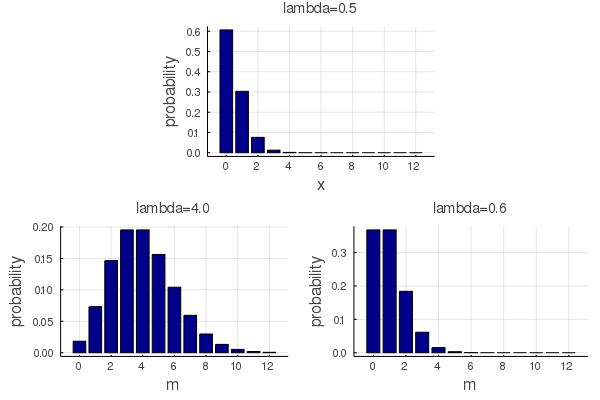 lambda=0.5
probability
0.6
0.5
0.4
0.3
0.2
0.1
0.0
0 2 4 6 8 10 12
x
lambda=4.0
probability
0.20
0.15
0.10
0.05
0.00
0 2 4 6 8 10 12
m
lambda=0.6
probability
0.3
0.2
0.1
0.0
0 2 4 6 8 10 12
m